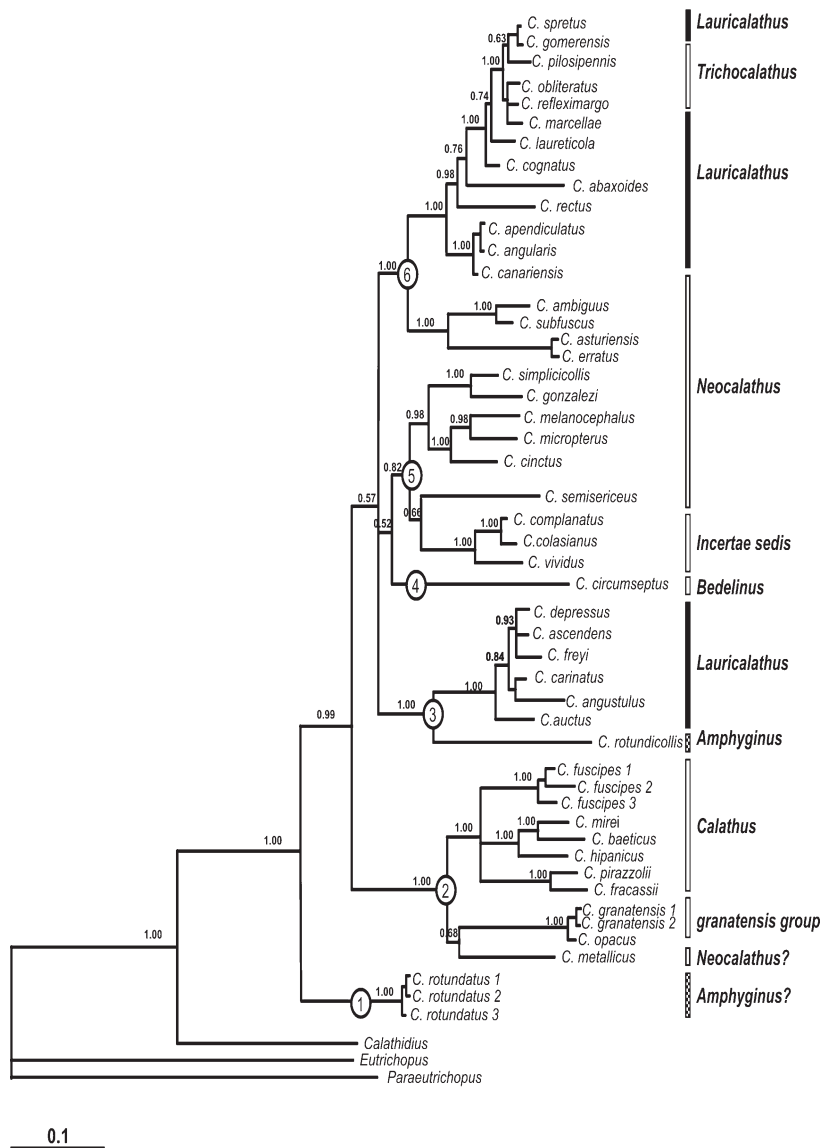 C. spretus
Lauricalathus
0.63
C. gomerensis
1.00
C. pilosipennis
Trichocalathus
C. obliteratus
0.74
C. refleximargo
1.00
C. marcellae
C. laureticola
0.76
C. cognatus
Lauricalathus
0.98
C. abaxoides
1.00
C. rectus
C. apendiculatus
1.00
C. angularis
1.00
6
C. canariensis
C. ambiguus
1.00
C. subfuscus
1.00
C. asturiensis
C. erratus
C. simplicicollis
1.00
Neocalathus
C. gonzalezi
0.98
C. melanocephalus
0.98
C. micropterus
1.00
C. cinctus
0.82
5
C. semisericeus
0.57
0.66
0.52
C. complanatus
1.00
C.colasianus
Incertae sedis
1.00
C. vividus
4
C. circumseptus
Bedelinus
C. depressus
0.93
C. ascendens
0.84
C. freyi
Lauricalathus
1.00
C. carinatus
C. angustulus
1.00
3
C.auctus
0.99
C. rotundicollis
Amphyginus
C. fuscipes 1
1.00
C. fuscipes 2
C. fuscipes 3
1.00
1.00
C. mirei
Calathus
1.00
1.00
C. baeticus
C. hipanicus
1.00
C. pirazzolii
1.00
2
C. fracassii
C. granatensis 1
1.00
C. granatensis 2
granatensis group
0.68
C. opacus
1.00
C. metallicus
Neocalathus?
C. rotundatus 1
1.00
1
C. rotundatus 2
Amphyginus?
C. rotundatus 3
Calathidius
Eutrichopus
Paraeutrichopus
0.1